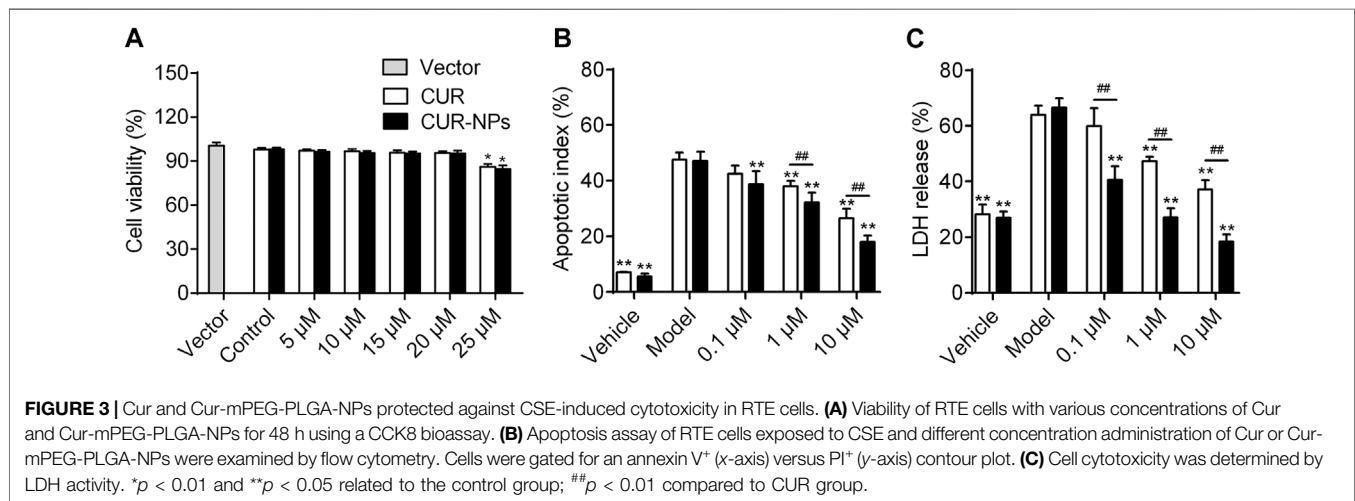 A
Cell viability (%)
150
120
90
60
30
0
Vector
CUR
CUR-NPs
* *
Vector
Control
5 µM
10 µM
15 µM
20 µM
25 µM
B
Apoptotic index (%)
80
60
40
20
0
** **
**
##
** **
##
**
**
Vehicle
Model
0.1 µM
1 µM
10 µM
C
LDH release (%)
80
60
40
20
0
** **
##
**
##
**
**
##
**
**
Vehicle
Model
0.1 µM
1 µM
10 µM
FIGURE 3 | Cur and Cur-mPEG-PLGA-NPs protected against CSE-induced cytotoxicity in RTE cells. (A) Viability of RTE cells with various concentrations of Cur
and Cur-mPEG-PLGA-NPs for 48 h using a CCK8 bioassay. (B) Apoptosis assay of RTE cells exposed to CSE and different concentration administration of Cur or Cur-
mPEG-PLGA-NPs were examined by flow cytometry. Cells were gated for an annexin V⁺ (x-axis) versus PI⁺ (y-axis) contour plot. (C) Cell cytotoxicity was determined by
LDH activity. *p < 0.01 and **p < 0.05 related to the control group; ##p < 0.01 compared to CUR group.